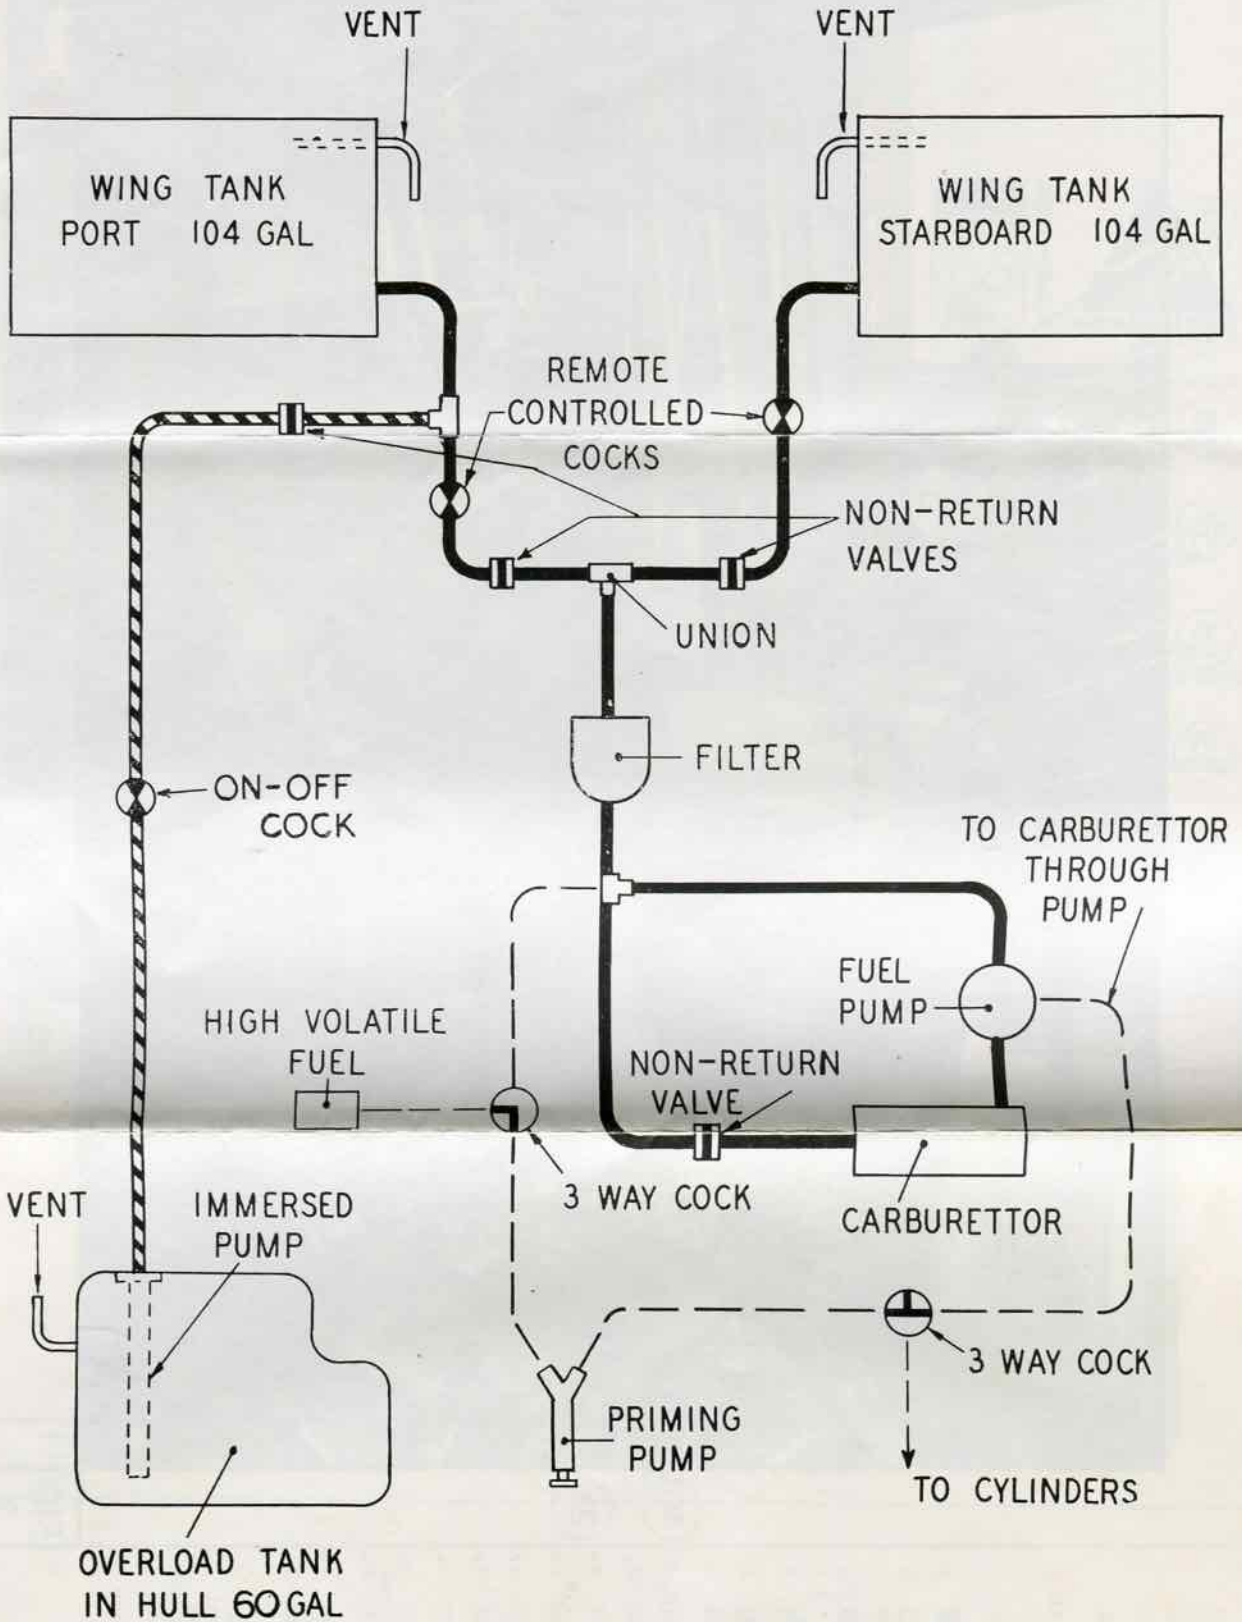 VENT
VENT
WING TANK
PORT 104 GAL
WING TANK
STARBOARD 104 GAL
REMOTE
CONTROLLED
COCKS
NON-RETURN
VALVES
UNION
FILTER
ON-OFF
COCK
TO CARBURETTOR
THROUGH
PUMP
FUEL
PUMP
HIGH VOLATILE
FUEL
NON-RETURN
VALVE
3 WAY COCK
CARBURETTOR
VENT
IMMERSED
PUMP
3 WAY COCK
PRIMING
PUMP
TO CYLINDERS
OVERLOAD TANK
IN HULL 60 GAL